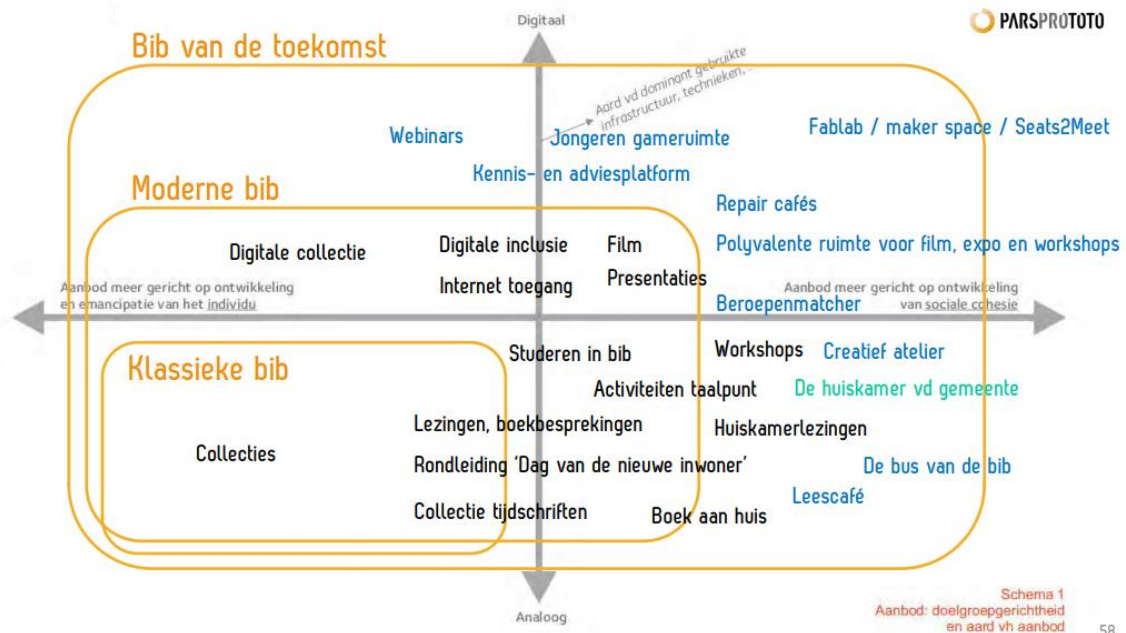 Digitaal
PARSPROTOTO
Bib van de toekomst
Aard vd dominant gebruikte
infrastructuur, technieken, ...
Webinars
Jongeren gameruimte
Fablab / maker space / Seats2Meet
Kennis- en adviesplatform
Moderne bib
Repair cafés
Digitale collectie
Digitale inclusie
Film
Polyvalente ruimte voor film, expo en workshops
Internet toegang
Presentaties
Aanbod meer gericht op ontwikkeling
en emancipatie van het individu
Aanbod meer gericht op ontwikkeling
van sociale cohesie
Beroepenmatcher
Klassieke bib
Studeren in bib
Workshops
Creatief atelier
Activiteiten taalpunt
De huiskamer vd gemeente
Lezingen, boekbesprekingen
Huiskamerlezingen
Collecties
Rondleiding 'Dag van de nieuwe inwoner'
De bus van de bib
Leescafé
Collectie tijdschriften
Boek aan huis
Analoog
Schema 1
Aanbod: doelgroepgerichtheid
en aard vh aanbod
58